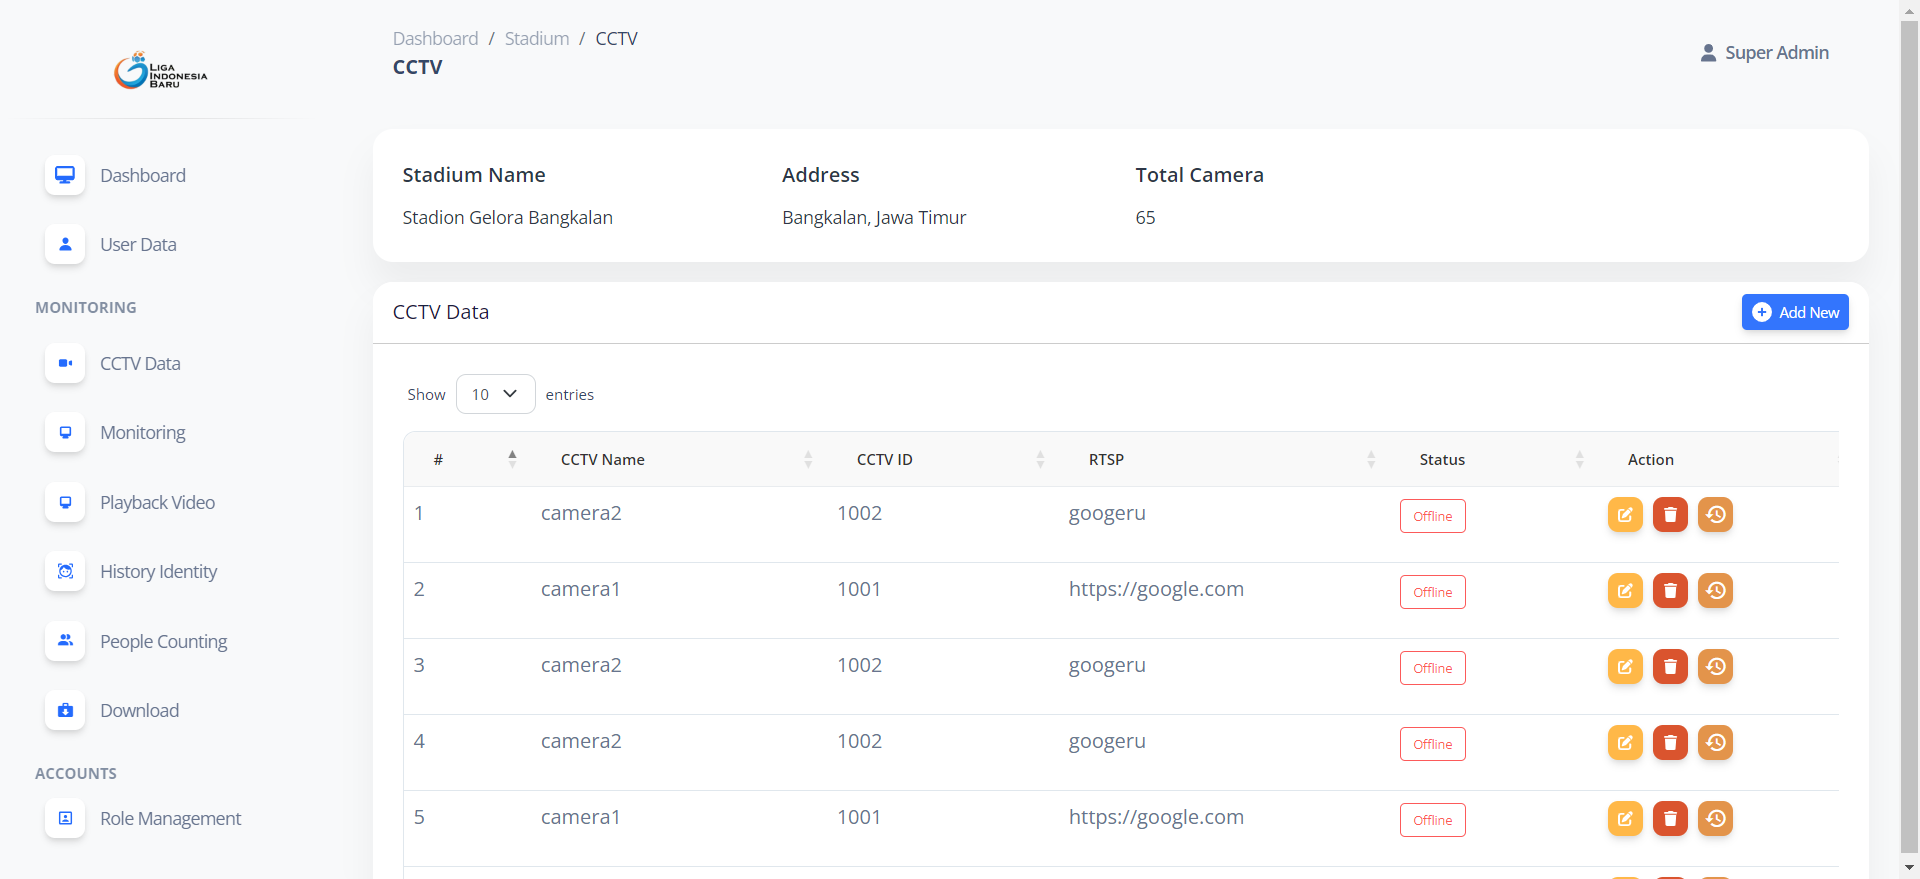 LIGA
INDONESIA
BARU
Dashboard
User Data
MONITORING
CCTV Data
Monitoring
Playback Video
History Identity
People Counting
Download
ACCOUNTS
Role Management
Dashboard / Stadium / CCTV
CCTV
Super Admin
Stadium Name Address Total Camera
Stadion Gelora Bangkalan Bangkalan, Jawa Timur 65
CCTV Data
Add New
Show 10 entries
# CCTV Name CCTV ID RTSP Status Action
1 camera2 1002 googeru Offline
2 camera1 1001 https://google.com Offline
3 camera2 1002 googeru Offline
4 camera2 1002 googeru Offline
5 camera1 1001 https://google.com Offline